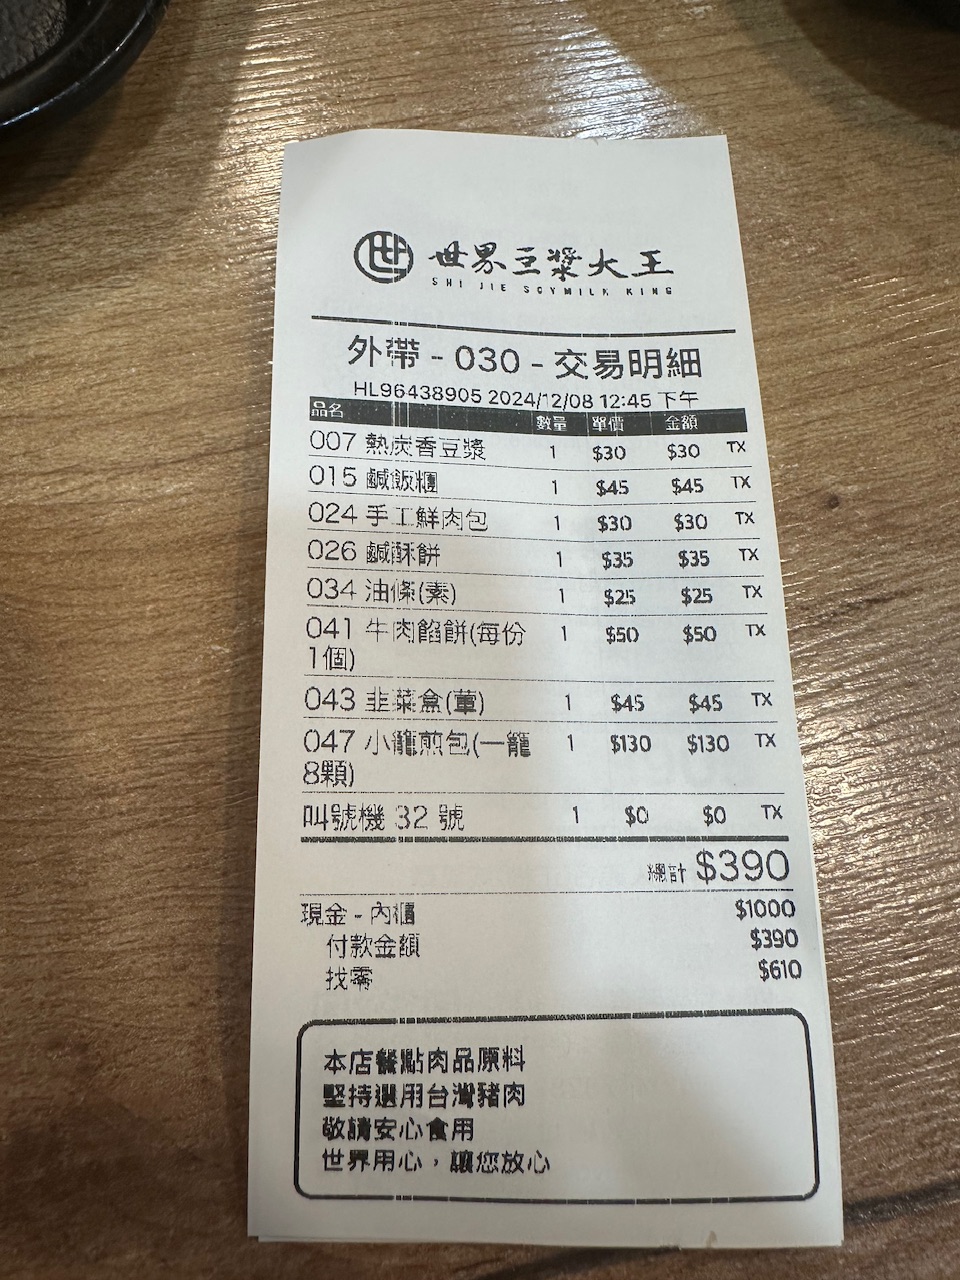 世界豆漿大王
SHI JIE SOYMILK KING
外帶 - 030 - 交易明細
HL96438905 2024/12/08 12:45 下午
品名 數量 單價 金額
007 熱炭香豆漿 1 $30 $30 TX
015 鹹飯糰 1 $45 $45 TX
024 手工鮮肉包 1 $30 $30 TX
026 鹹酥餅 1 $35 $35 TX
034 油條(素) 1 $25 $25 TX
041 牛肉餡餅(每份 1 $50 $50 TX
1個)
043 韭菜盒(葷) 1 $45 $45 TX
047 小籠煎包(一籠 1 $130 $130 TX
8顆)
叫號機 32 號 1 $0 $0 TX
總計 $390
現金 - 內櫃 $1000
付款金額 $390
找零 $610
本店餐點肉品原料
堅持選用台灣豬肉
敬請安心食用
世界用心，讓您放心